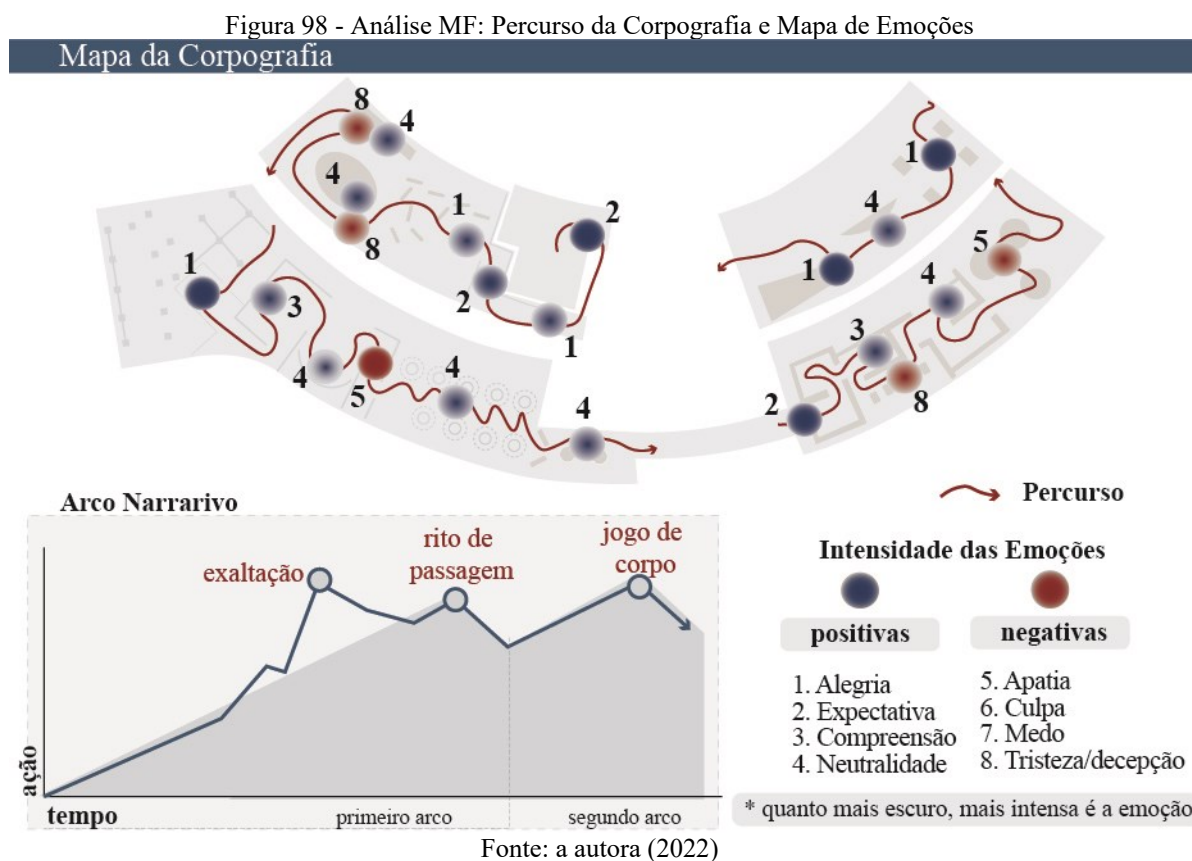 Figura 98 - Análise MF: Percurso da Corpografia e Mapa de Emoções
Mapa da Corpografia
8
4
4
1
2
8
2
1
1
3
4
5
4
4
1
4
1
5
4
3
2
8
Arco Narrarivo
exaltação
rito de
passagem
jogo de
corpo
ação
tempo
primeiro arco
segundo arco
Percurso
Intensidade das Emoções
positivas
negativas
1. Alegria
2. Expectativa
3. Compreensão
4. Neutralidade
5. Apatia
6. Culpa
7. Medo
8. Tristeza/decepção
* quanto mais escuro, mais intensa é a emoção
Fonte: a autora (2022)